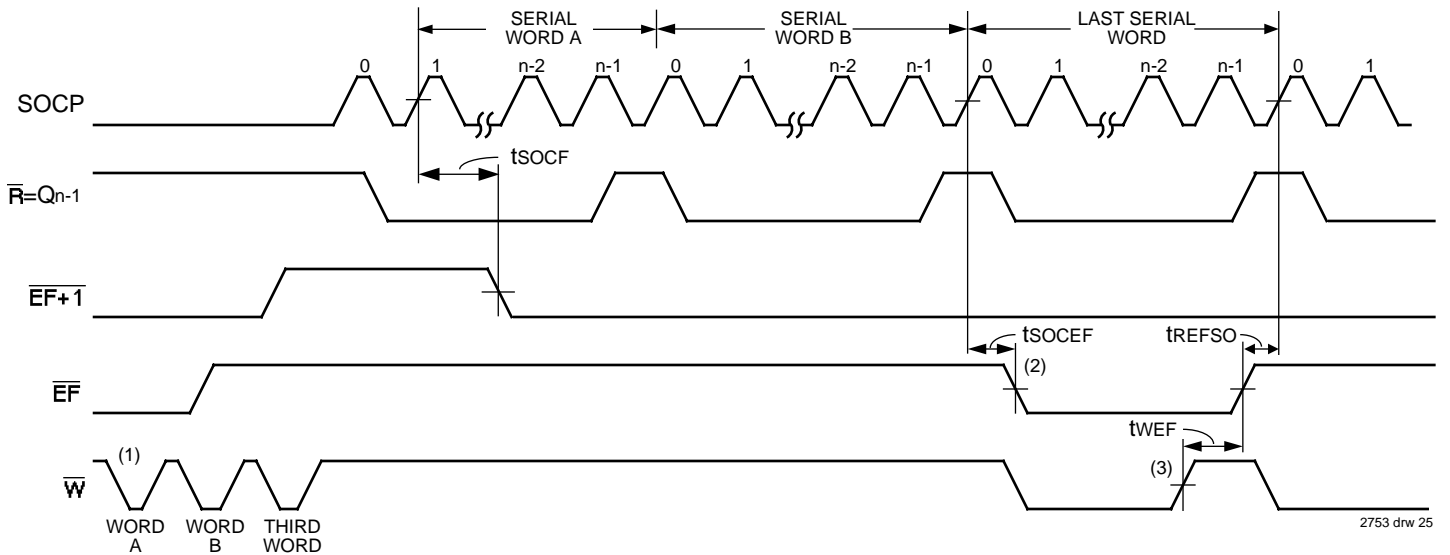 SERIAL WORD A
SERIAL WORD B
LAST SERIAL WORD
0 1 n-2 n-1 0 1 n-2 n-1 0 1 n-2 n-1 0 1
SOCP
tSOCF
R̅=Qn-1
E̅F̅+̅1̅
tSOCEF
tREFSO
E̅F̅
(2)
tWEF
W̅
(1)
(3)
WORD A
WORD B
THIRD WORD
2753 drw 25